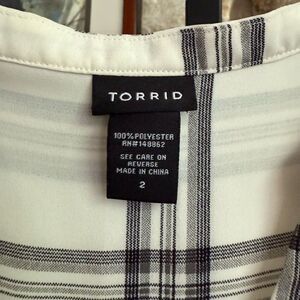 TORRID
100% POLYESTER
RN#148862
SEE CARE ON
REVERSE
MADE IN CHINA
2